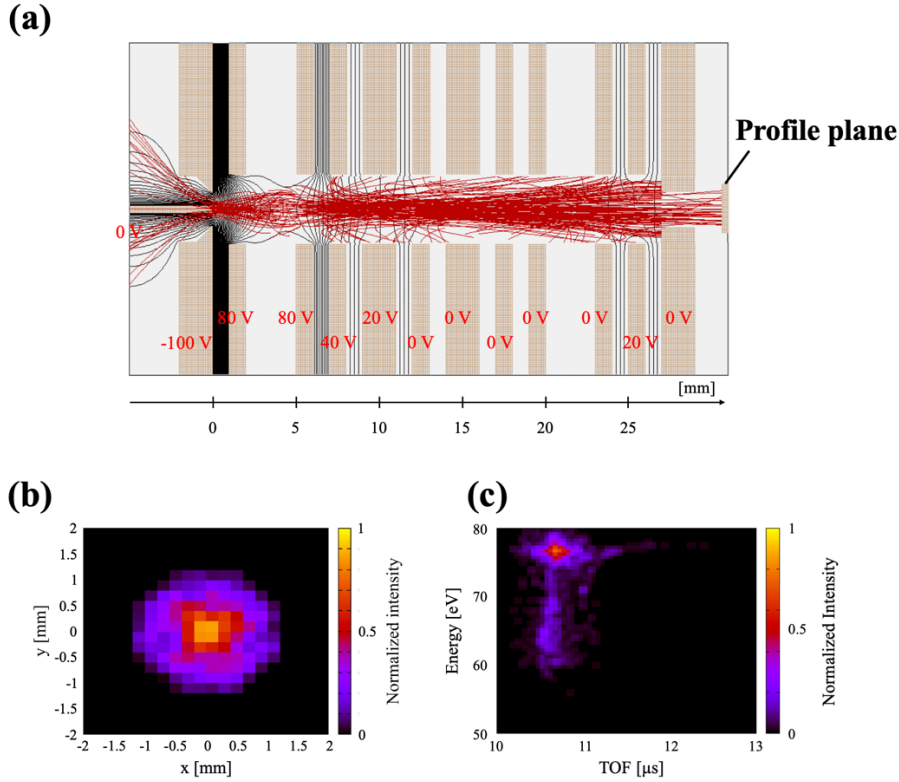 (a)
Profile plane
0 V
80 V 80 V 20 V 0 V 0 V 0 V 0 V
-100 V 40 V 0 V 0 V 20 V
[mm]
0 5 10 15 20 25
(b)
2
1.5
1
0.5
0
-0.5
-1
-1.5
-2
y [mm]
-2 -1.5 -1 -0.5 0 0.5 1 1.5 2
x [mm]
1
0.5
0
Normalized intensity
(c)
80
70
60
50
Energy [eV]
10 11 12 13
TOF [μs]
1
0.5
0
Normalized Intensity